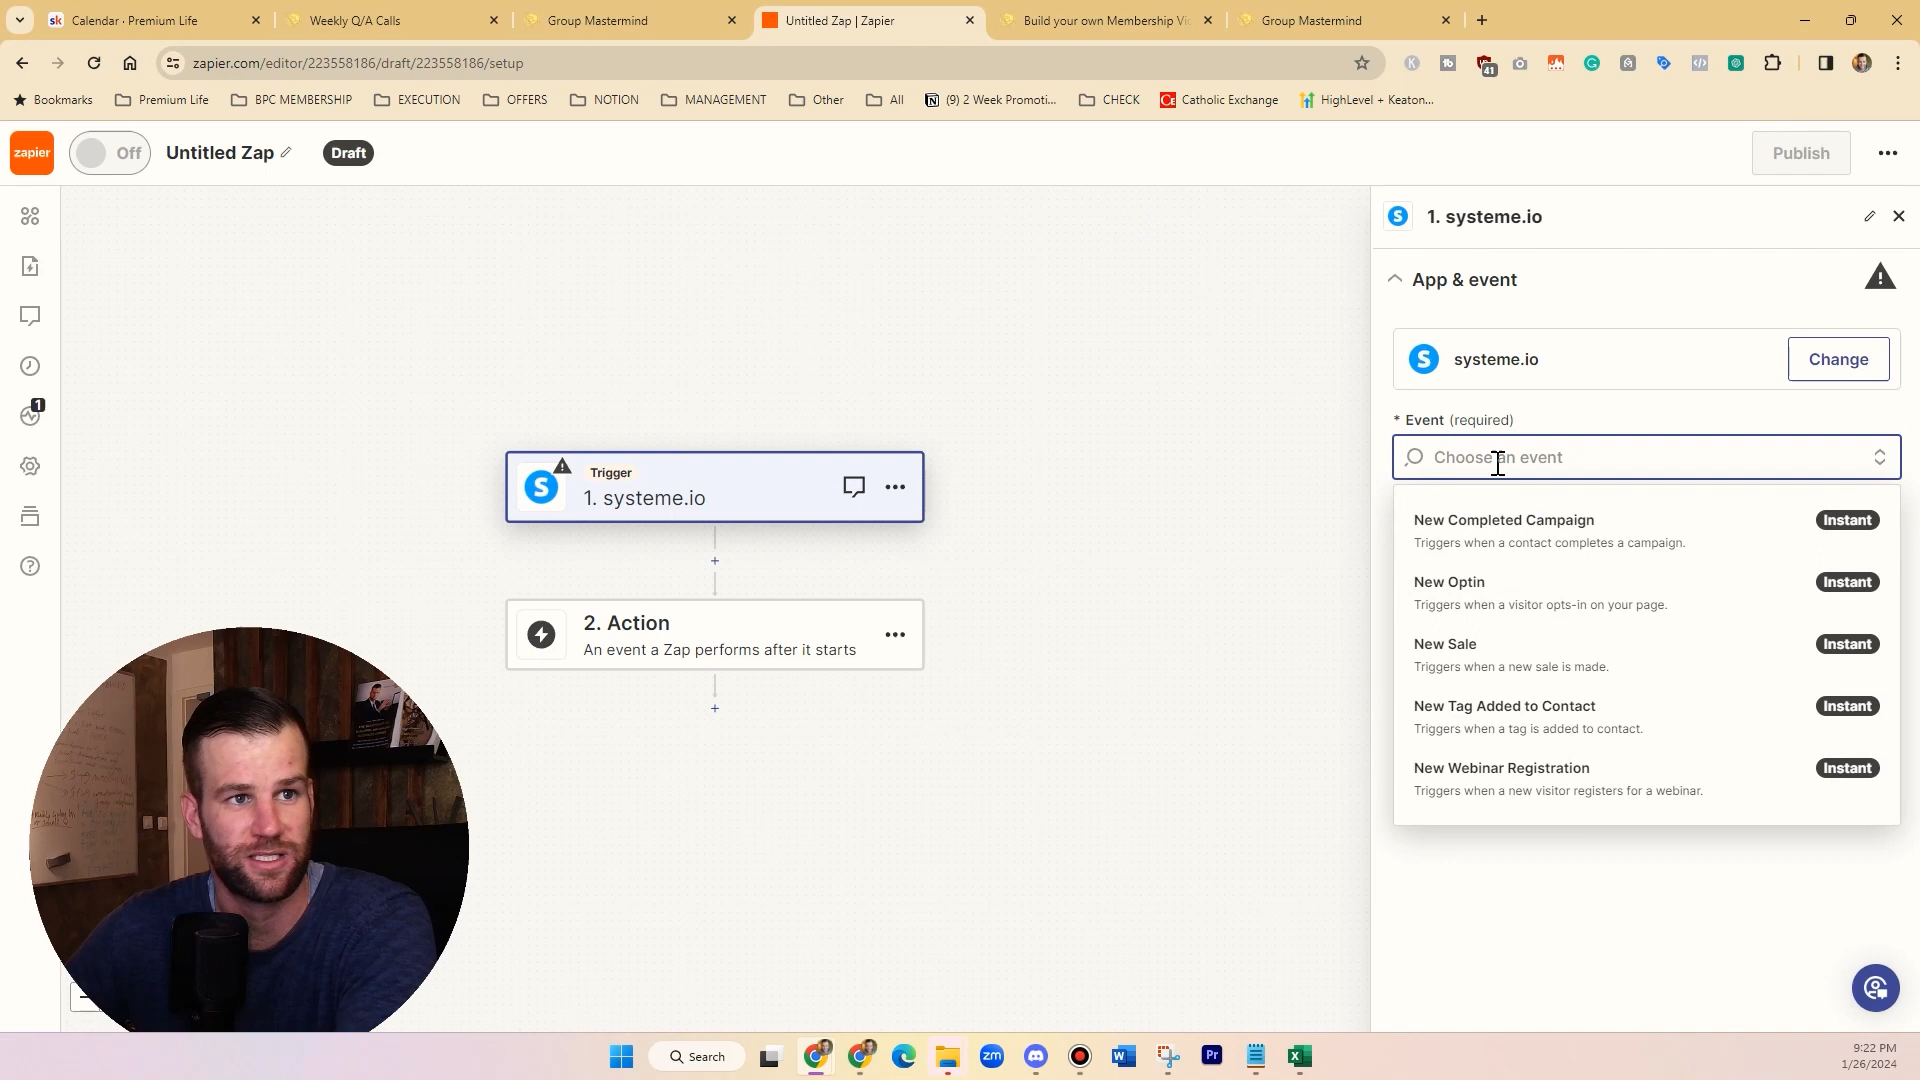 Calendar · Premium Life
Weekly Q/A Calls
Group Mastermind
Untitled Zap | Zapier
Build your own Membership Vi
Group Mastermind
zapier.com/editor/223558186/draft/223558186/setup
41
Bookmarks
Premium Life
BPC MEMBERSHIP
EXECUTION
OFFERS
NOTION
MANAGEMENT
Other
All
(9) 2 Week Promoti...
CHECK
Catholic Exchange
HighLevel + Keaton...
zapier
Off
Untitled Zap
Draft
Publish
1. systeme.io
App & event
systeme.io
Change
* Event (required)
Choose an event
New Completed Campaign
Instant
Triggers when a contact completes a campaign.
New Optin
Instant
Triggers when a visitor opts-in on your page.
New Sale
Instant
Triggers when a new sale is made.
New Tag Added to Contact
Instant
Triggers when a tag is added to contact.
New Webinar Registration
Instant
Triggers when a new visitor registers for a webinar.
1
Trigger
1. systeme.io
2. Action
An event a Zap performs after it starts
Search
zm
Pr
9:22 PM
1/26/2024